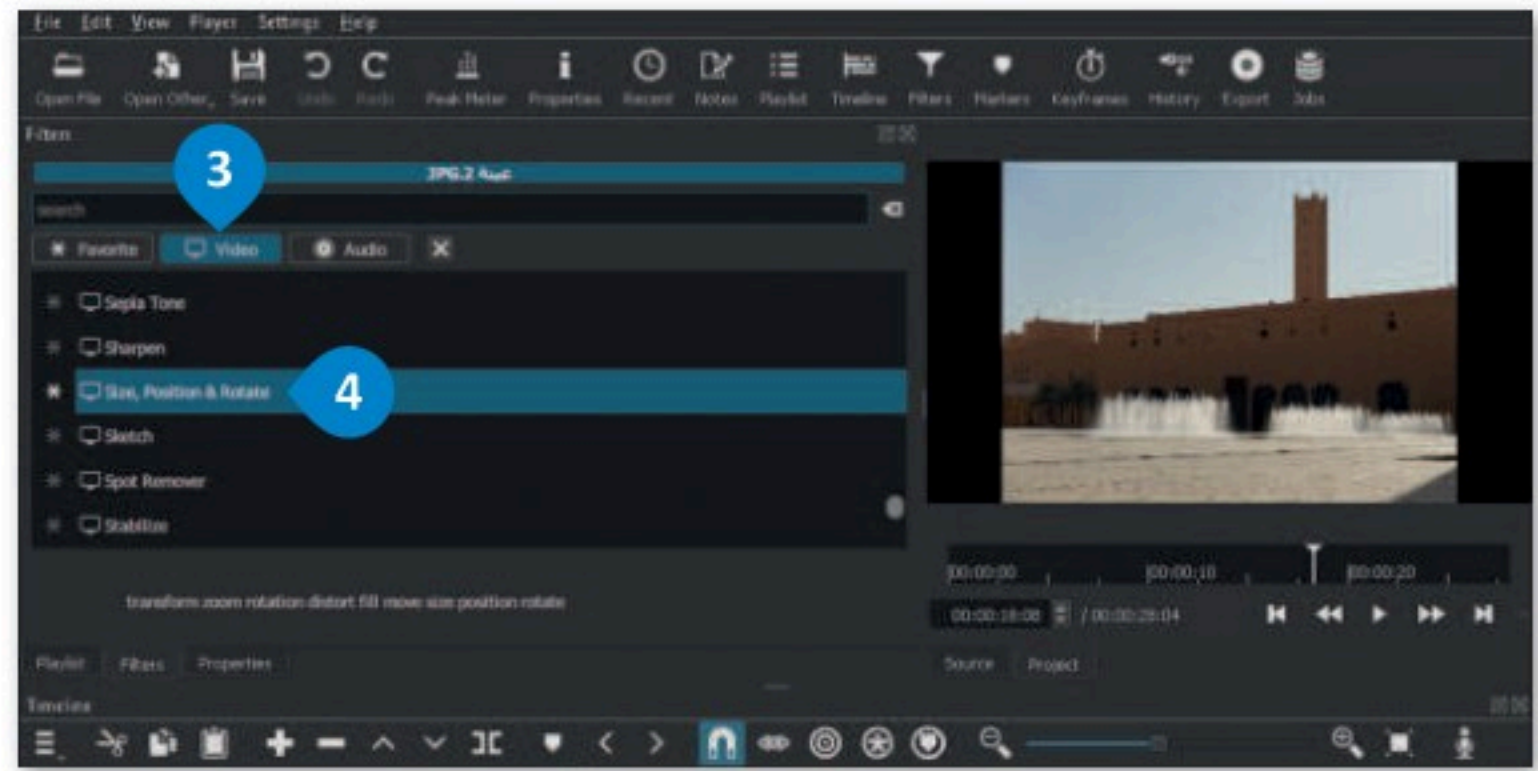 File Edit View Player Settings Help
Open File Open Other... Save Undo Redo Peak Meter Properties Recent Notes Playlist Timeline Filters Markers Keyframes History Export Jobs
Filters
3
عينة 2.JPG
search
Favorite Video Audio
Sepia Tone
Sharpen
Size, Position & Rotate
4
Sketch
Spot Remover
Stabilize
transform zoom rotation distort fill move size position rotate
00:00:00 00:00:10 00:00:20
00:00:18:08 / 00:00:28:04
Playlist Filters Properties
Source Project
Timeline